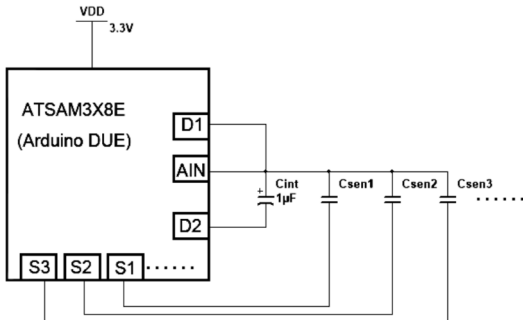 VDD
3.3V
ATSAM3X8E
(Arduino DUE)
D1
AIN
D2
+
Cint
1µF
Csen1
Csen2
Csen3
......
S3
S2
S1
......